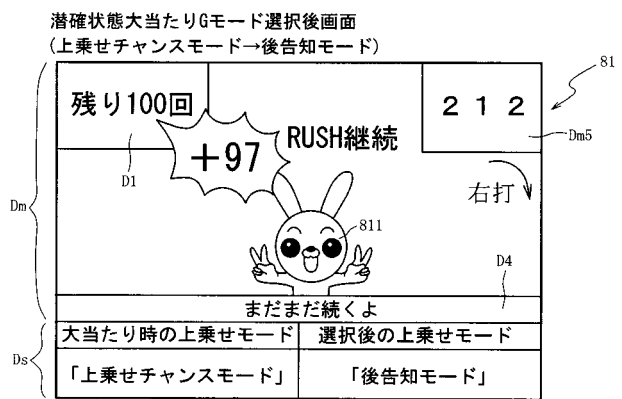 潜確状態大当たりGモード選択後画面
(上乗せチャンスモード→後告知モード)
81
残り100回
2 1 2
+97
RUSH継続
D1
Dm5
右打
Dm
811
D4
まだまだ続くよ
大当たり時の上乗せモード
選択後の上乗せモード
Ds
「上乗せチャンスモード」
「後告知モード」